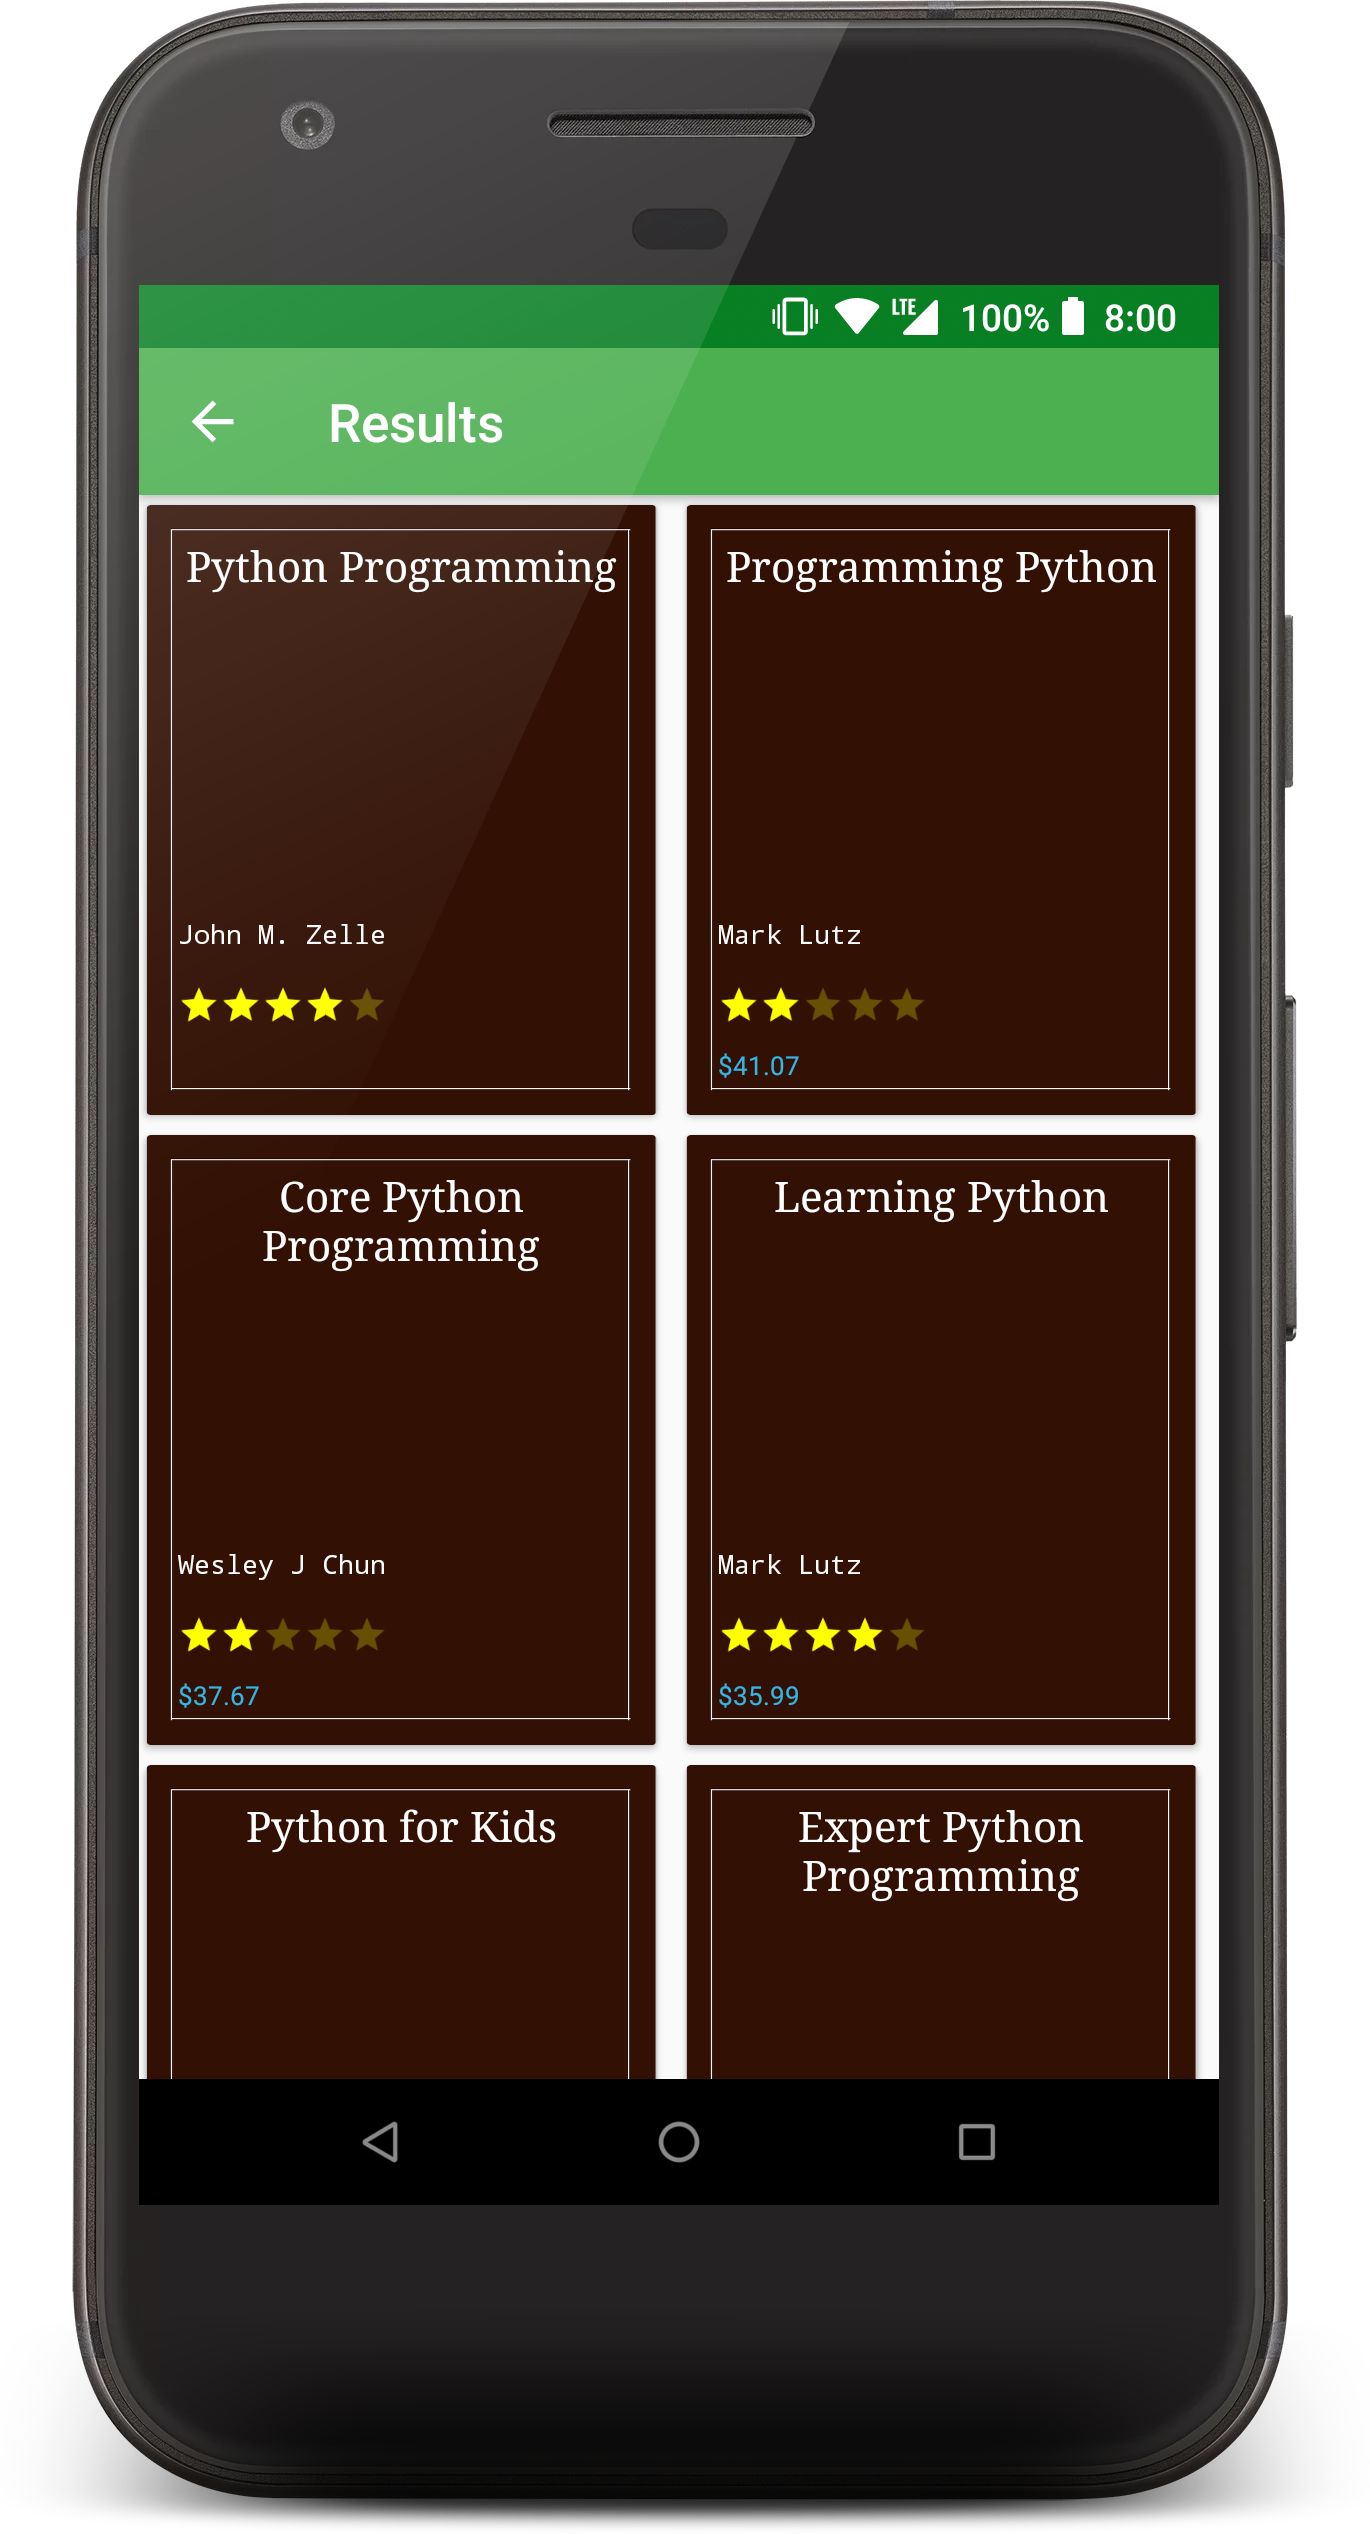 LTE 100% 8:00
Results
Python Programming
John M. Zelle
Programming Python
Mark Lutz
$41.07
Core Python
Programming
Wesley J Chun
$37.67
Learning Python
Mark Lutz
$35.99
Python for Kids
Expert Python
Programming